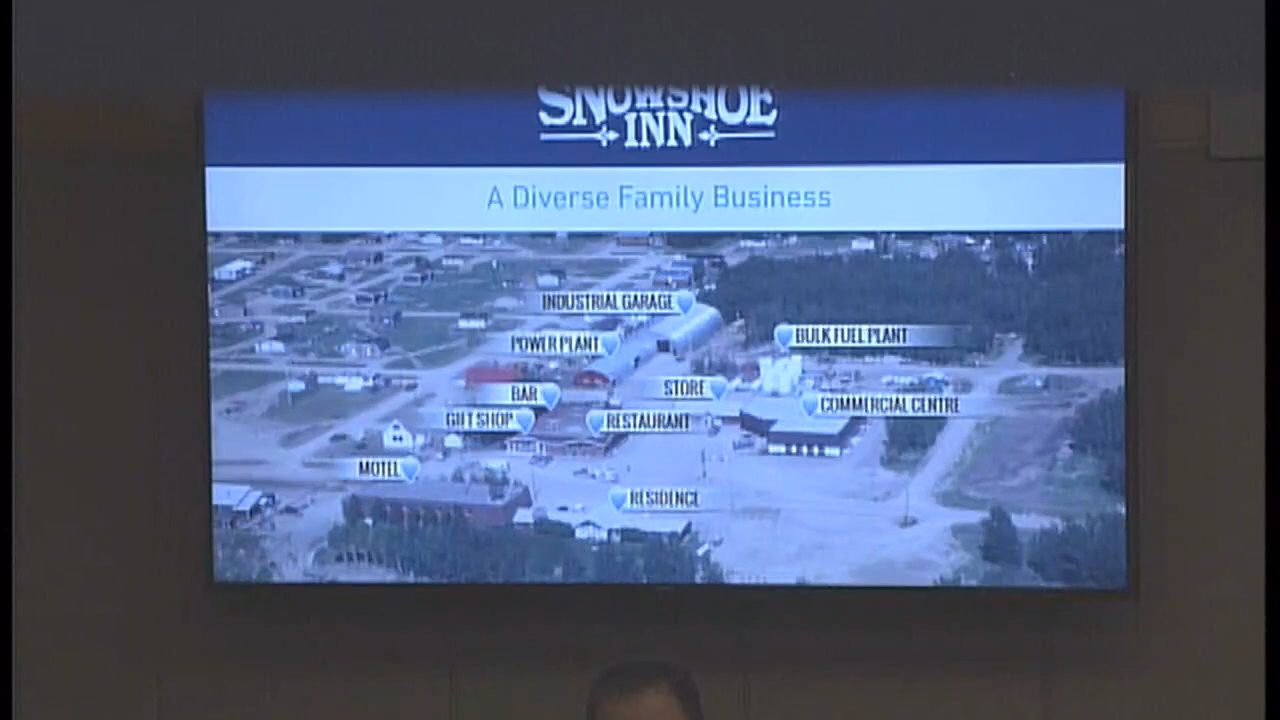 SNOWSHOE
INN
A Diverse Family Business
INDUSTRIAL GARAGE
POWER PLANT
BULK FUEL PLANT
BAR
STORE
COMMERCIAL CENTRE
GIFT SHOP
RESTAURANT
MOTEL
RESIDENCE